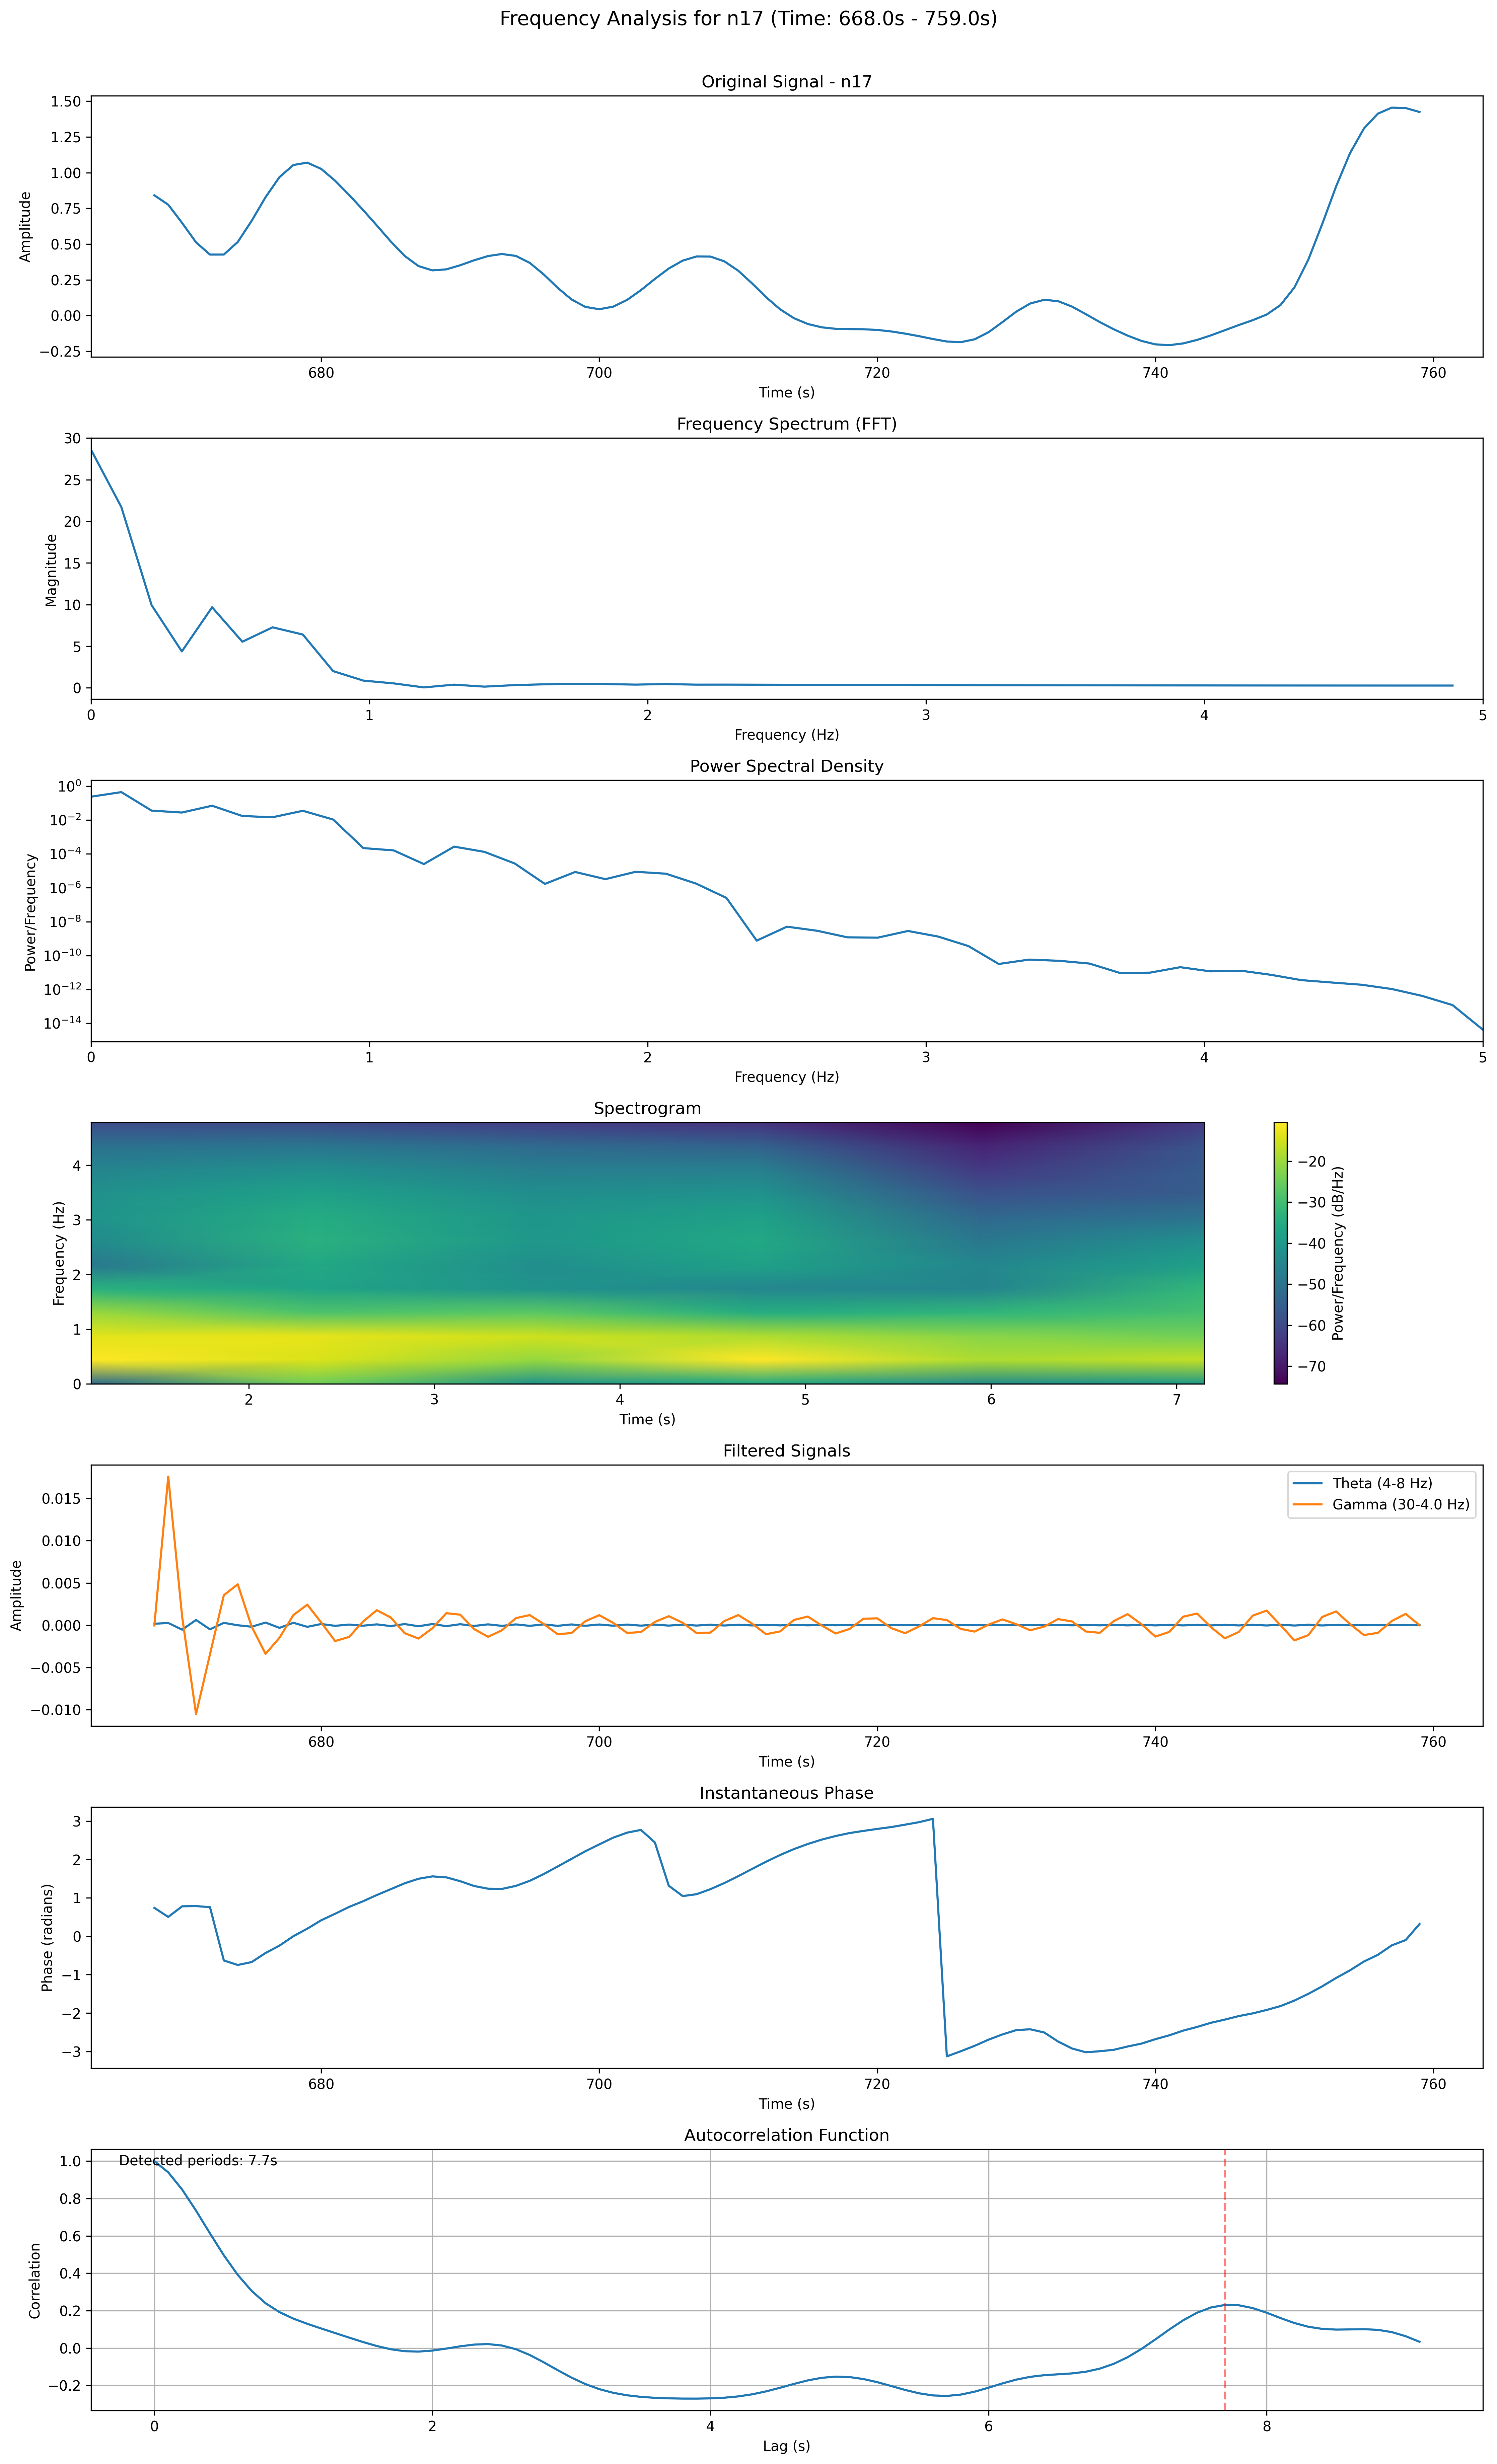 Frequency Analysis for n17 (Time: 668.0s - 759.0s)
Original Signal - n17
1.50
1.25
1.00
0.75
0.50
0.25
0.00
−0.25
Amplitude
680 700 720 740 760
Time (s)
Frequency Spectrum (FFT)
30
25
20
15
10
5
0
Magnitude
0 1 2 3 4 5
Frequency (Hz)
Power Spectral Density
10⁰
10⁻²
10⁻⁴
10⁻⁶
10⁻⁸
10⁻¹⁰
10⁻¹²
10⁻¹⁴
Power/Frequency
0 1 2 3 4 5
Frequency (Hz)
Spectrogram
4
3
2
1
0
Frequency (Hz)
2 3 4 5 6 7
Time (s)
−20
−30
−40
−50
−60
−70
Power/Frequency (dB/Hz)
Filtered Signals
Theta (4-8 Hz)
Gamma (30-4.0 Hz)
0.015
0.010
0.005
0.000
−0.005
−0.010
Amplitude
680 700 720 740 760
Time (s)
Instantaneous Phase
3
2
1
0
−1
−2
−3
Phase (radians)
680 700 720 740 760
Time (s)
Autocorrelation Function
Detected periods: 7.7s
1.0
0.8
0.6
0.4
0.2
0.0
−0.2
Correlation
0 2 4 6 8
Lag (s)